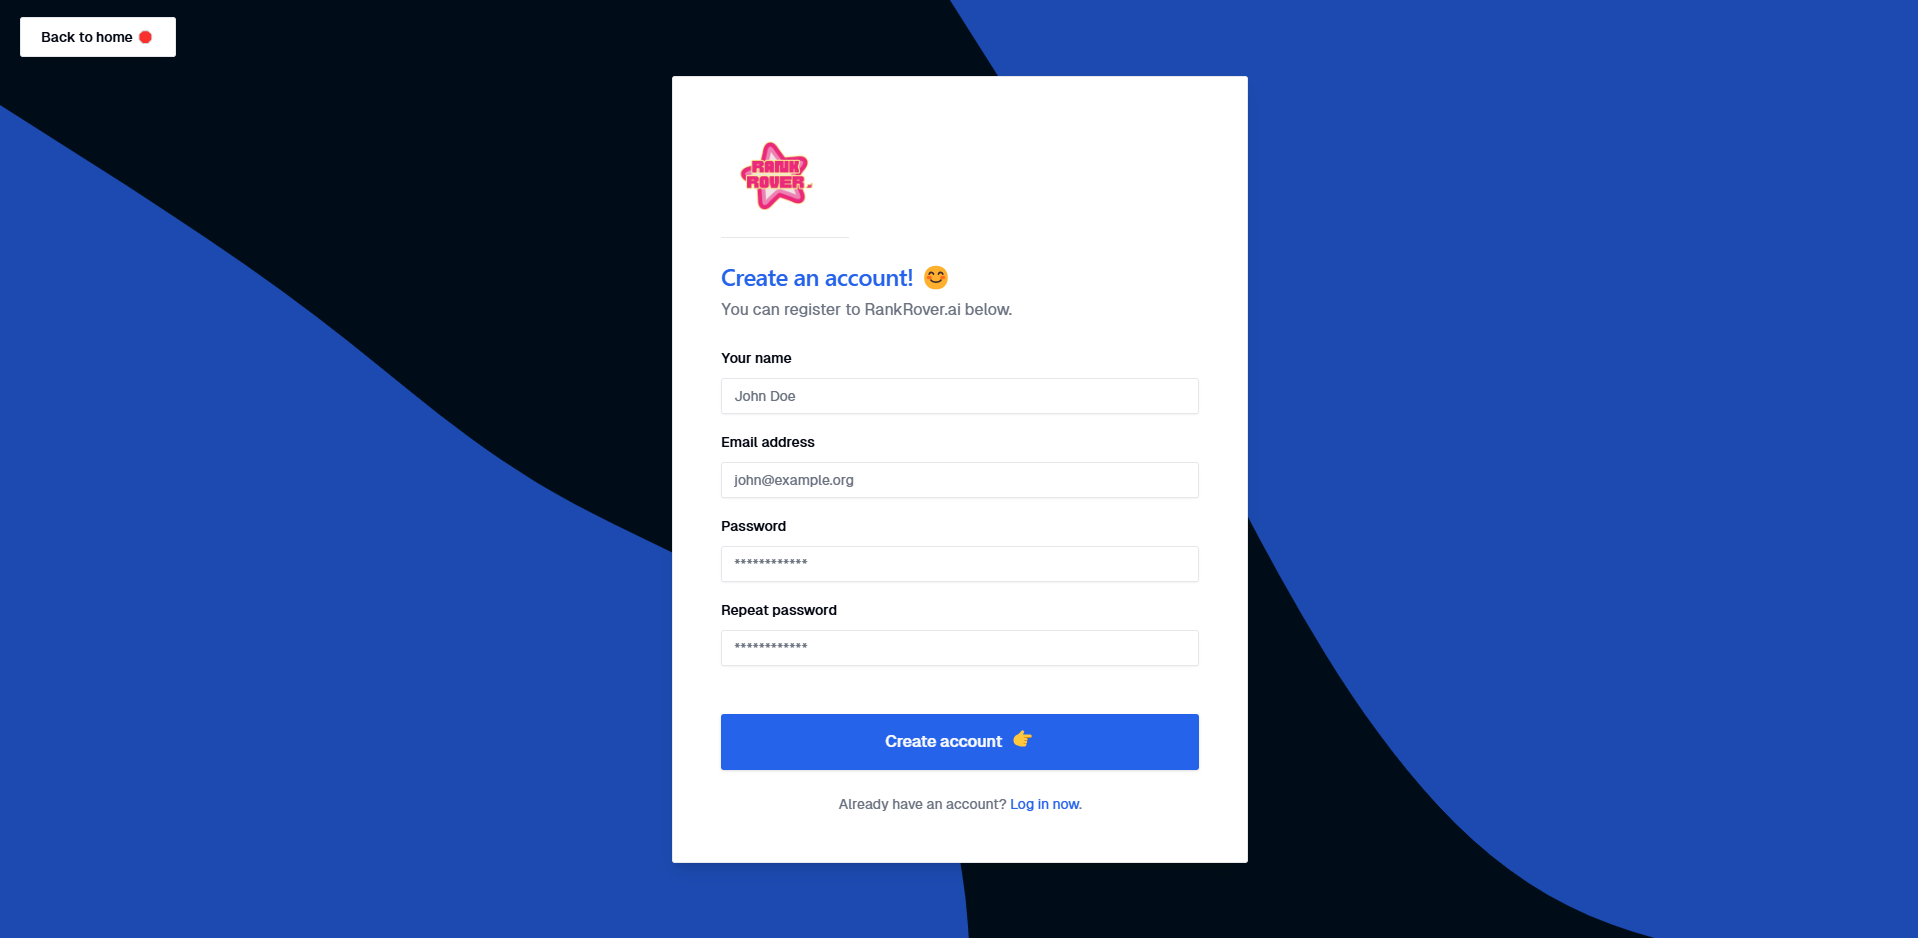 Back to home
RANK
ROVER
Create an account! 😊
You can register to RankRover.ai below.
Your name
John Doe
Email address
john@example.org
Password
************
Repeat password
************
Create account 👉
Already have an account? Log in now.